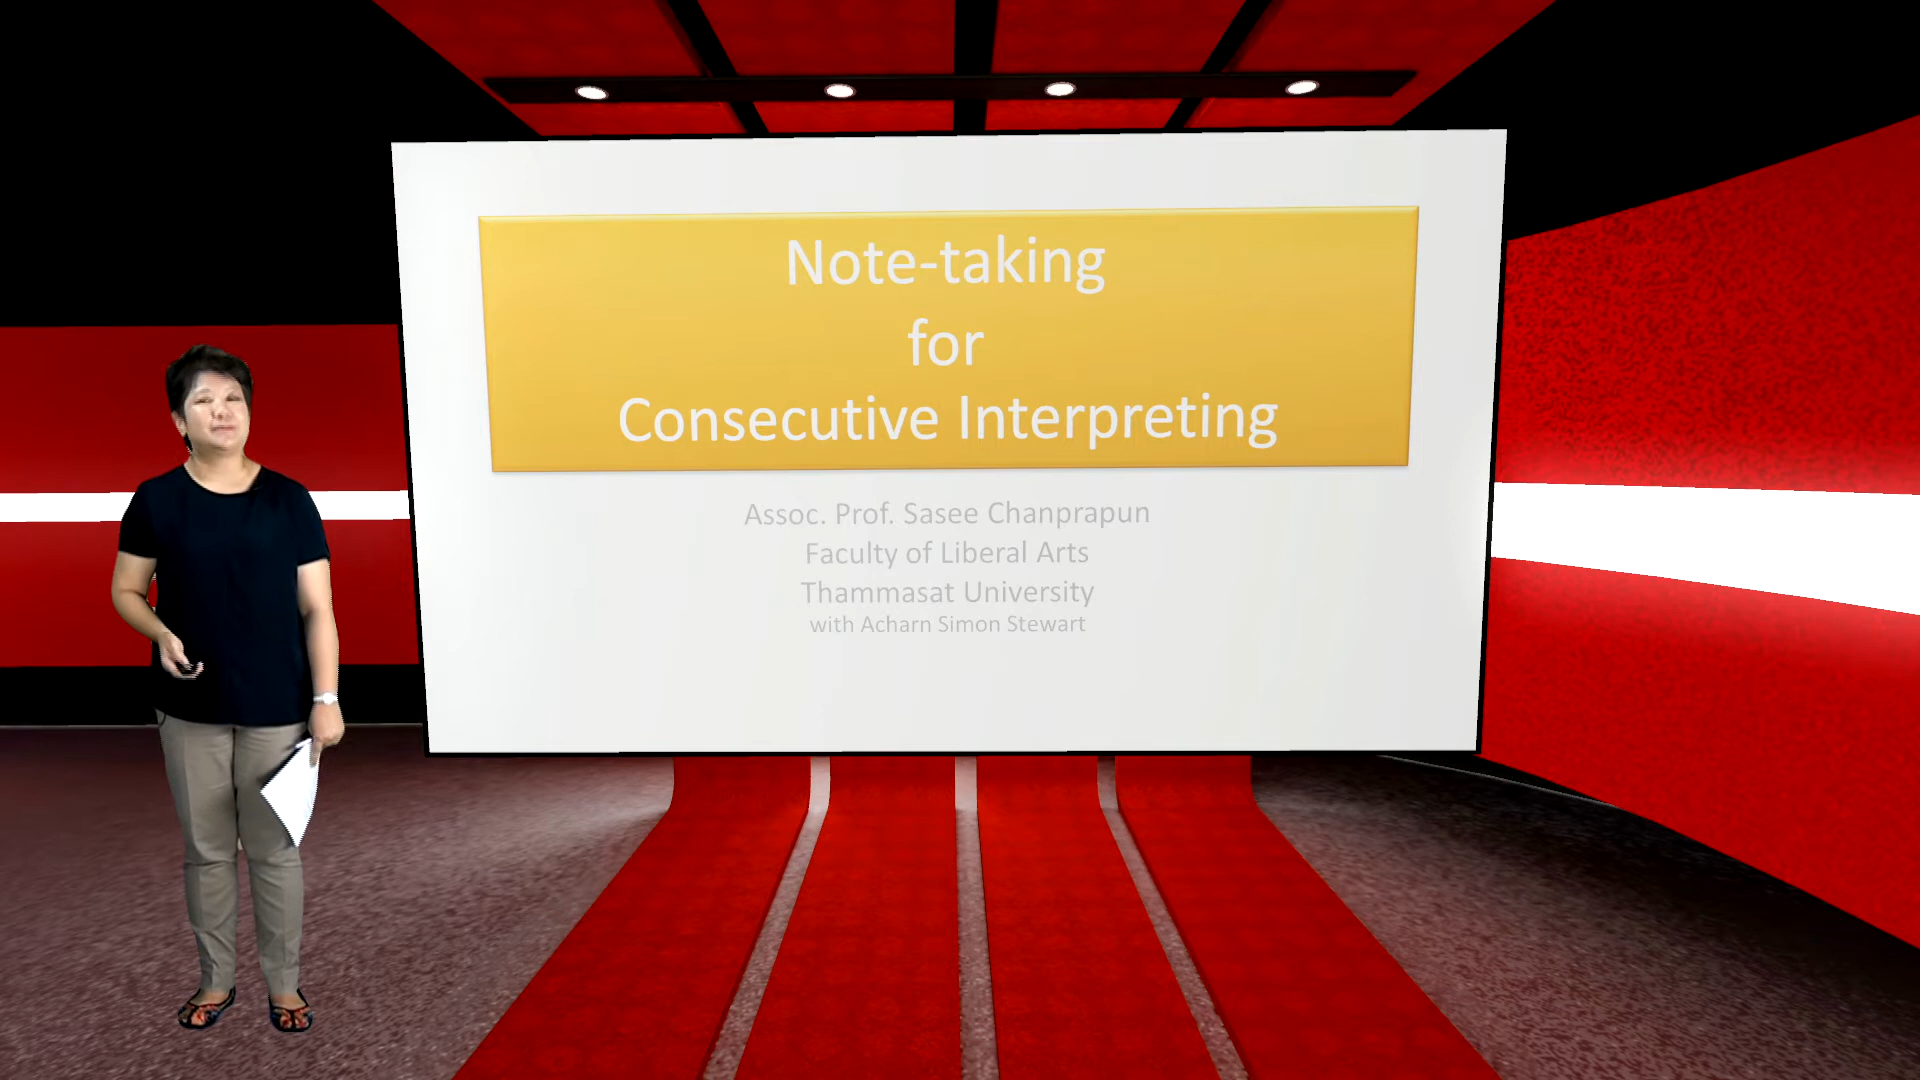 Note-taking
for
Consecutive Interpreting
Assoc. Prof. Sasee Chanprapun
Faculty of Liberal Arts
Thammasat University
with Acharn Simon Stewart